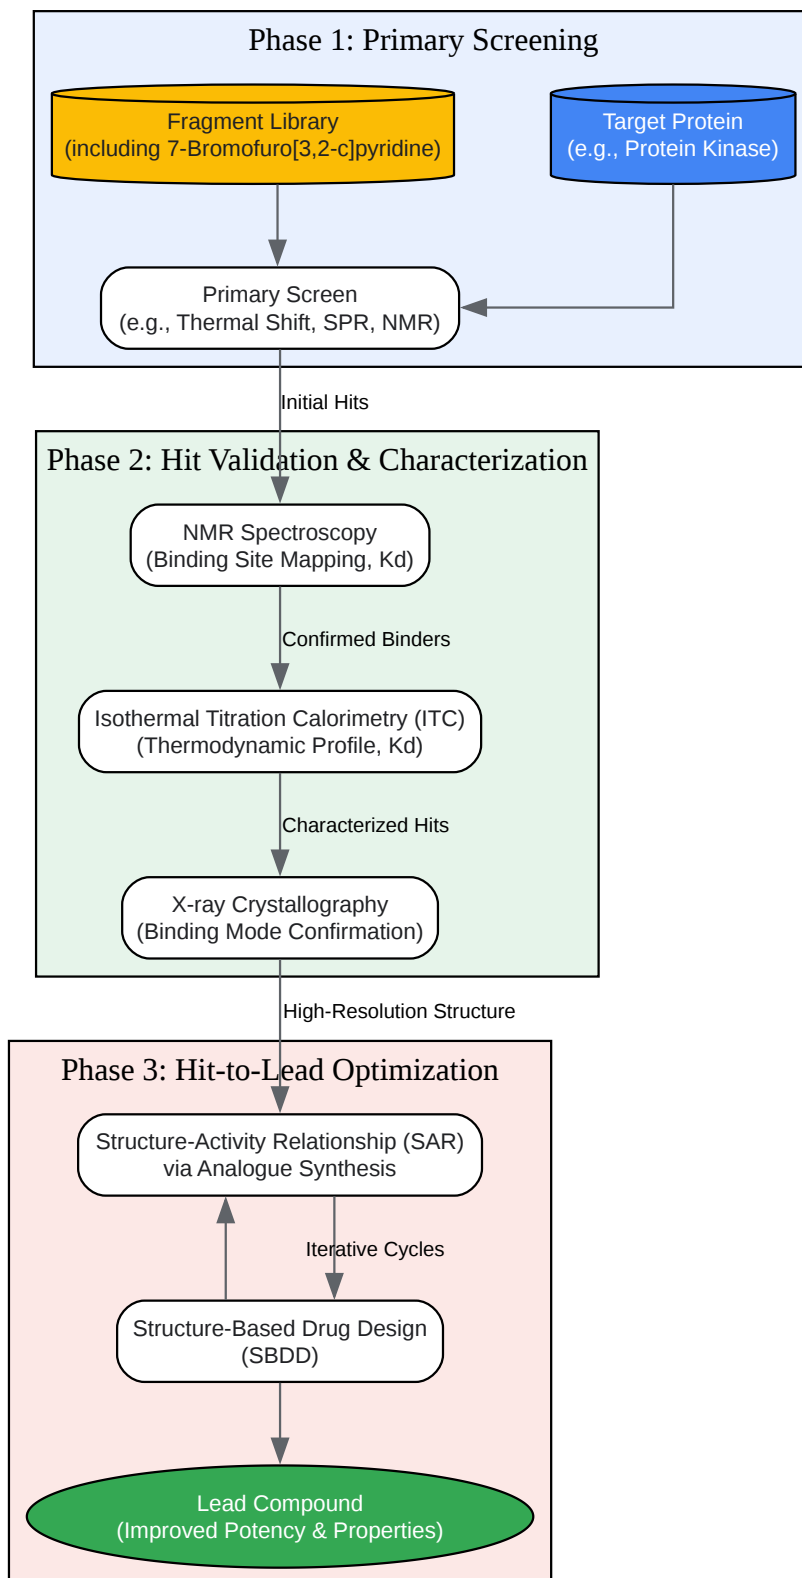 Phase 1: Primary Screening
Fragment Library
(including 7-Bromofuro[3,2-c]pyridine)
Target Protein
(e.g., Protein Kinase)
Primary Screen
(e.g., Thermal Shift, SPR, NMR)
Initial Hits
Phase 2: Hit Validation & Characterization
NMR Spectroscopy
(Binding Site Mapping, Kd)
Confirmed Binders
Isothermal Titration Calorimetry (ITC)
(Thermodynamic Profile, Kd)
Characterized Hits
X-ray Crystallography
(Binding Mode Confirmation)
High-Resolution Structure
Phase 3: Hit-to-Lead Optimization
Structure-Activity Relationship (SAR)
via Analogue Synthesis
Iterative Cycles
Structure-Based Drug Design
(SBDD)
Lead Compound
(Improved Potency & Properties)